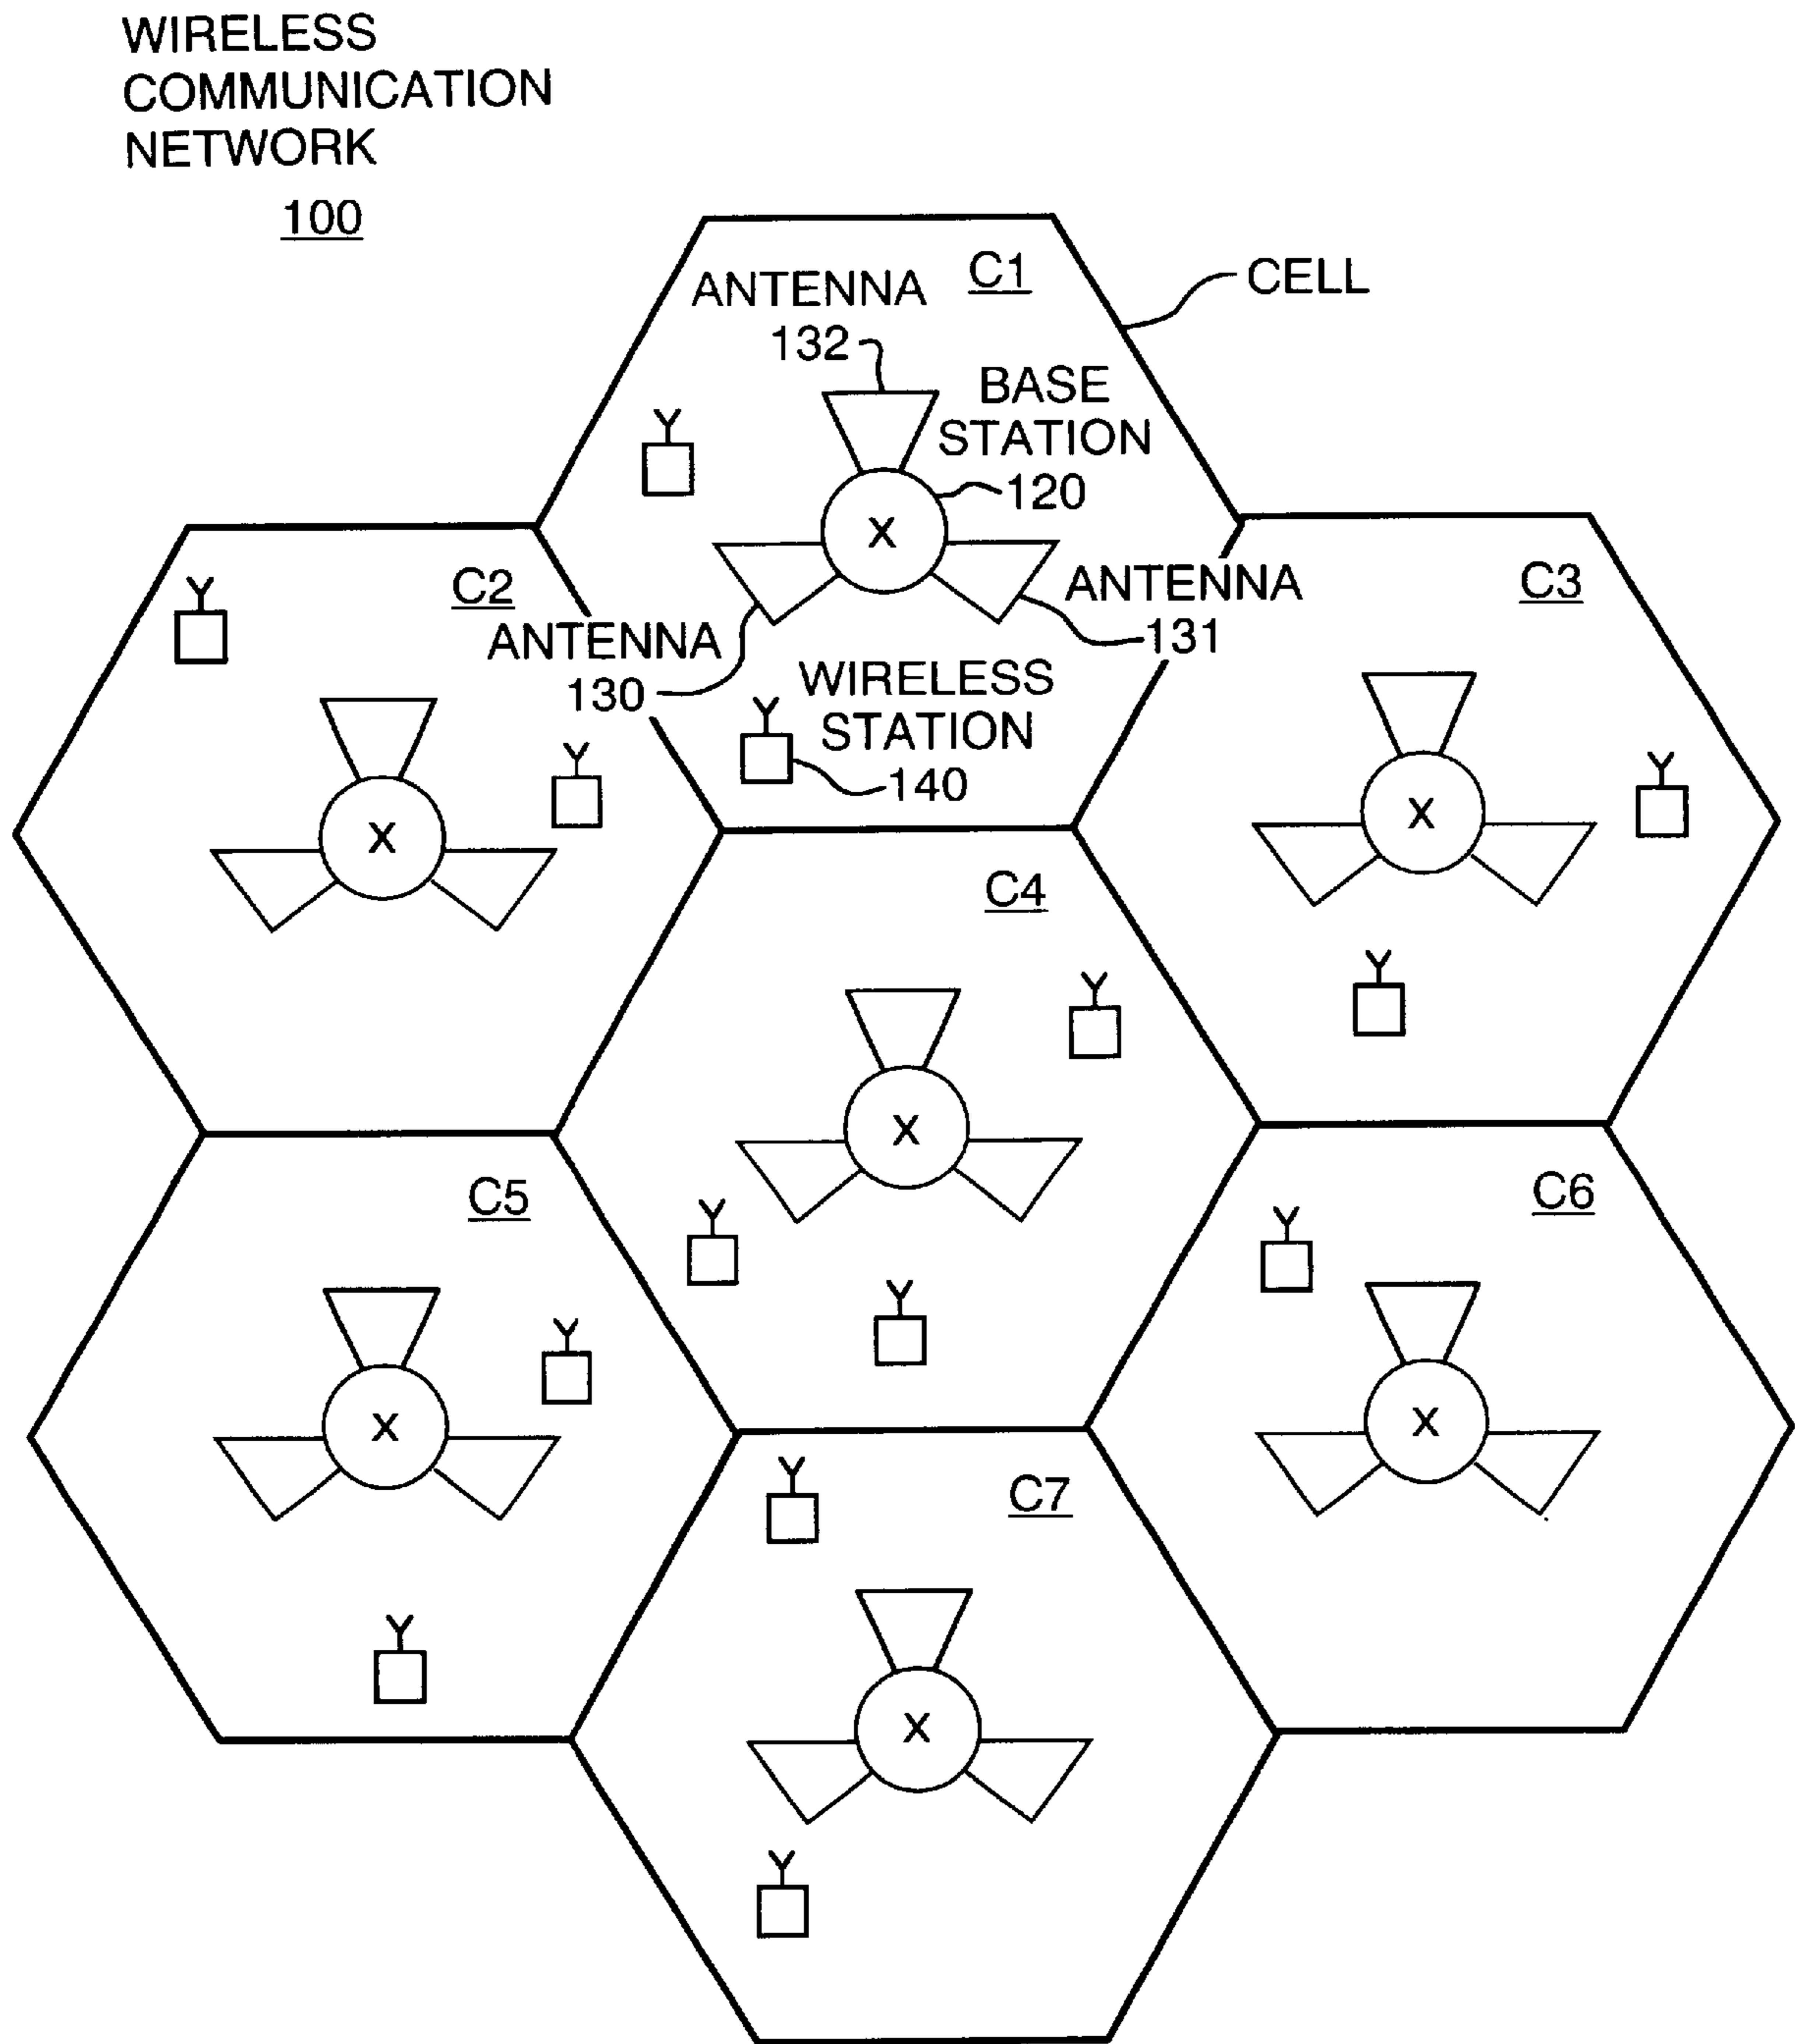 WIRELESS
COMMUNICATION
NETWORK
100
C1
CELL
ANTENNA
132
BASE
STATION
120
X
Y
C2
ANTENNA
130
ANTENNA
131
C3
Y
WIRELESS
STATION
140
Y
X
Y
X
Y
Y
C4
X
Y
Y
Y
C5
X
Y
Y
C6
Y
X
C7
Y
X
Y